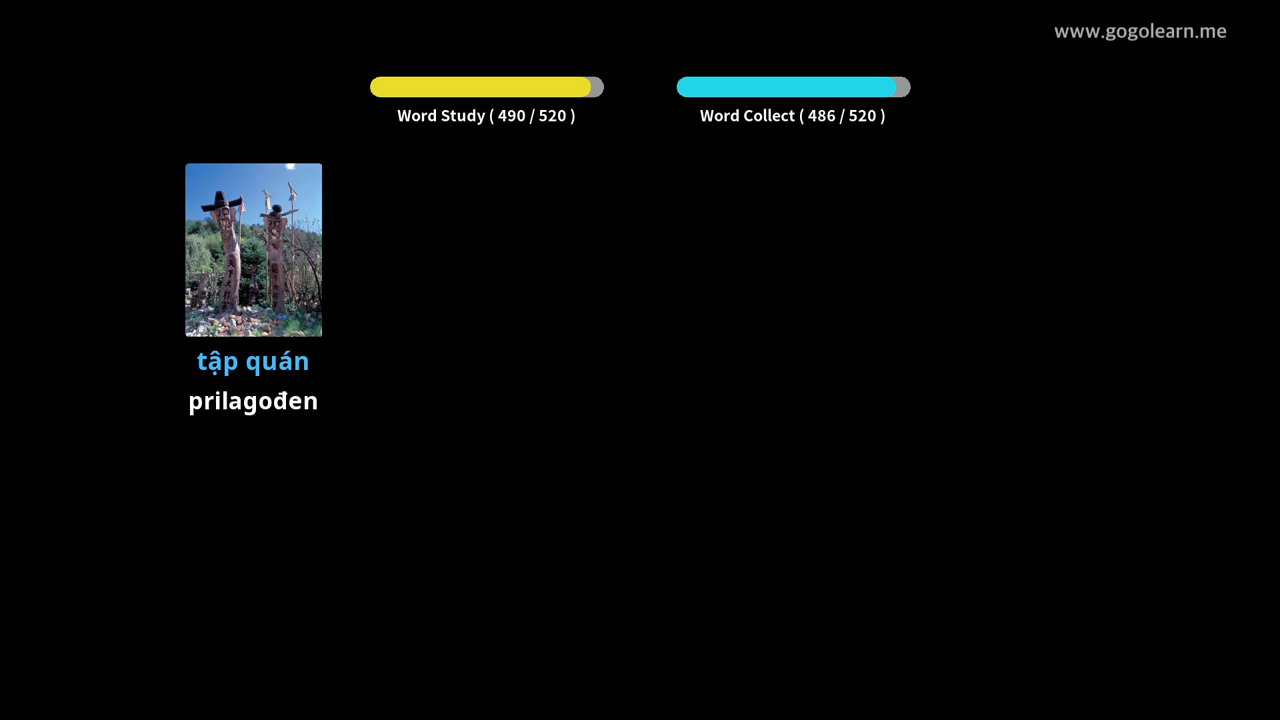 www.gogolearn.me
Word Study ( 490 / 520 )
Word Collect ( 486 / 520 )
tập quán
prilagođen